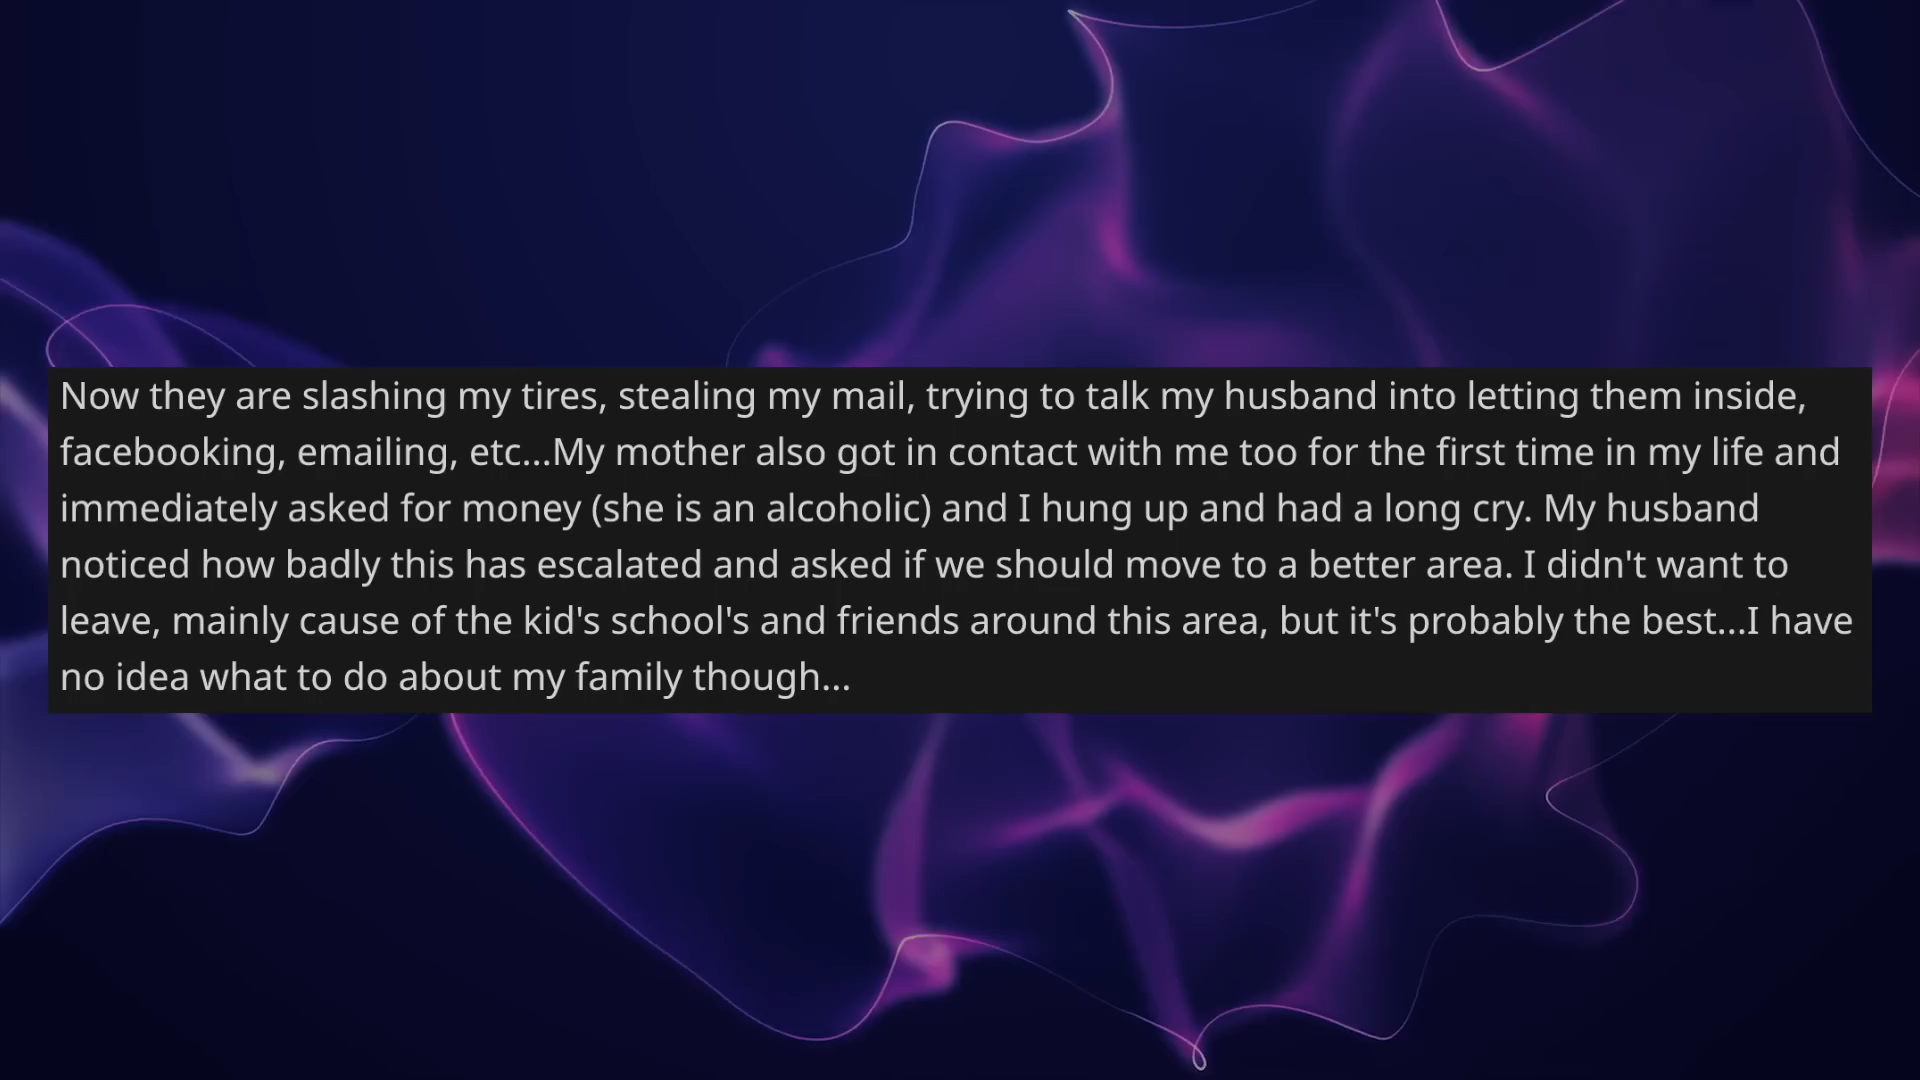 Now they are slashing my tires, stealing my mail, trying to talk my husband into letting them inside,
facebooking, emailing, etc...My mother also got in contact with me too for the first time in my life and
immediately asked for money (she is an alcoholic) and I hung up and had a long cry. My husband
noticed how badly this has escalated and asked if we should move to a better area. I didn't want to
leave, mainly cause of the kid's school's and friends around this area, but it's probably the best...I have
no idea what to do about my family though...